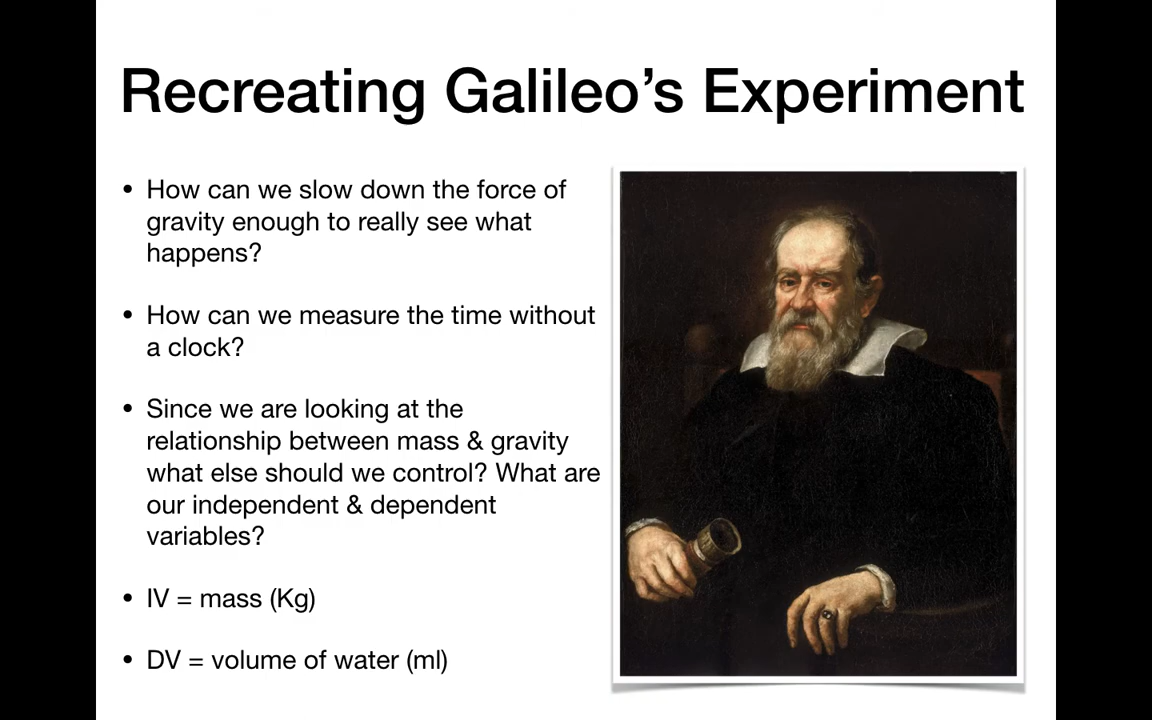 Recreating Galileo’s Experiment
• How can we slow down the force of
gravity enough to really see what
happens?
• How can we measure the time without
a clock?
• Since we are looking at the
relationship between mass & gravity
what else should we control? What are
our independent & dependent
variables?
• IV = mass (Kg)
• DV = volume of water (ml)